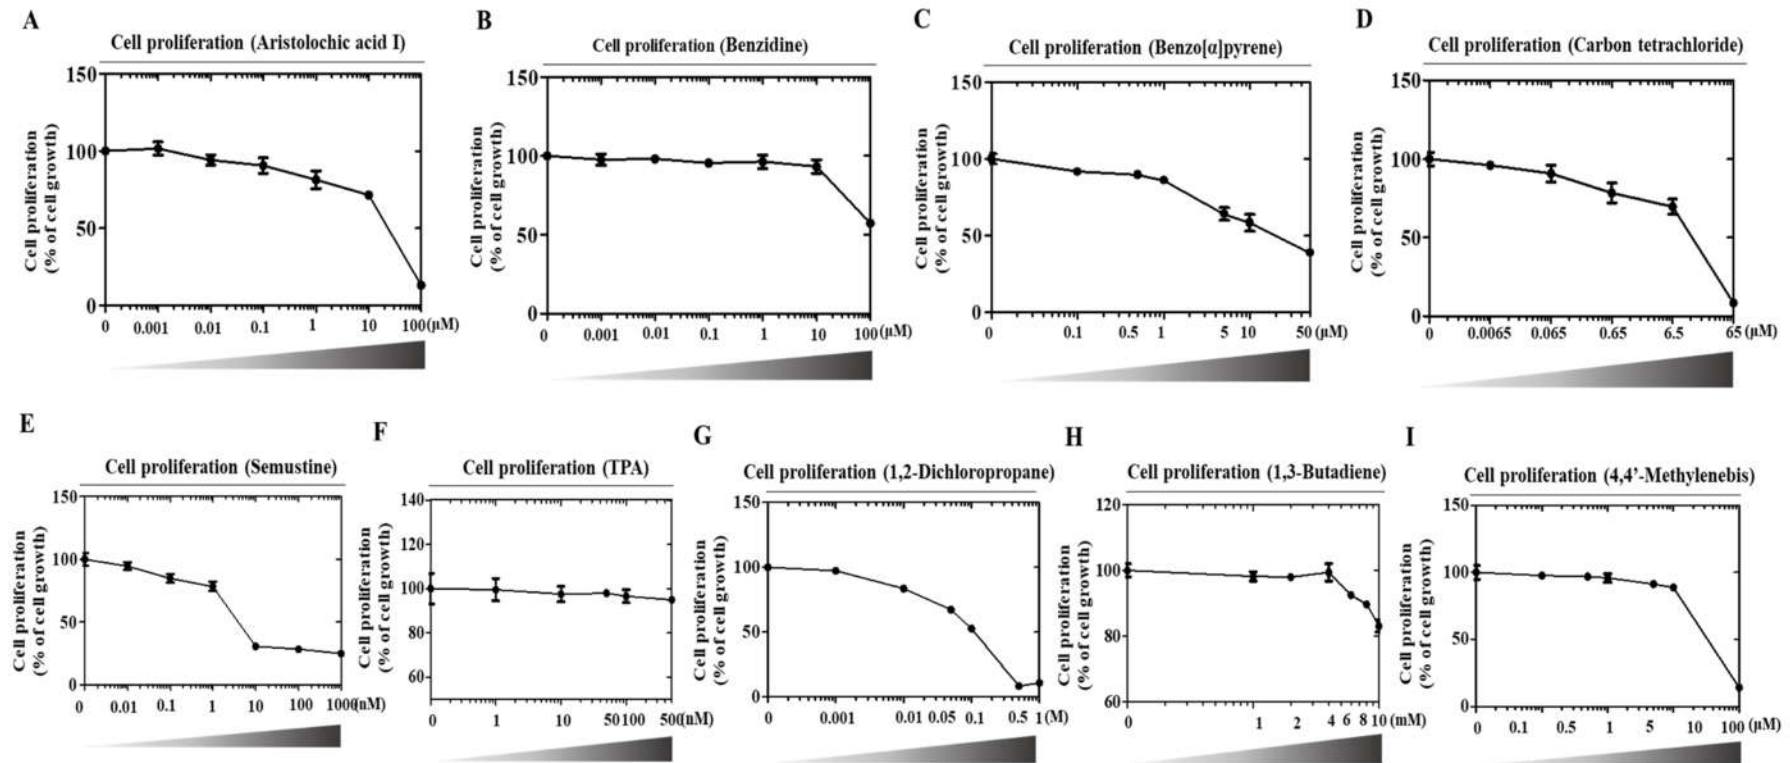 A
Cell proliferation (Aristolochic acid I)
Cell proliferation
(% of cell growth)
150
100
50
0
0 0.001 0.01 0.1 1 10 100(μM)
B
Cell proliferation (Benzidine)
Cell proliferation
(% of cell growth)
150
100
50
0
0 0.001 0.01 0.1 1 10 100(μM)
C
Cell proliferation (Benzo[α]pyrene)
Cell proliferation
(% of cell growth)
150
100
50
0
0 0.1 0.5 1 5 10 50(μM)
D
Cell proliferation (Carbon tetrachloride)
Cell proliferation
(% of cell growth)
150
100
50
0
0 0.0065 0.065 0.65 6.5 65 (μM)
E
Cell proliferation (Semustine)
Cell proliferation
(% of cell growth)
150
100
50
0
0 0.01 0.1 1 10 100 1000(nM)
F
Cell proliferation (TPA)
Cell proliferation
(% of cell growth)
140
120
100
80
60
0 1 10 50 100 500(nM)
G
Cell proliferation (1,2-Dichloropropane)
Cell proliferation
(% of cell growth)
150
100
50
0
0 0.001 0.01 0.05 0.1 0.5 1(M)
H
Cell proliferation (1,3-Butadiene)
Cell proliferation
(% of cell growth)
120
100
80
60
0 1 2 4 6 8 10 (mM)
I
Cell proliferation (4,4’-Methylenebis)
Cell proliferation
(% of cell growth)
150
100
50
0
0 0.1 0.5 1 5 10 100 (μM)